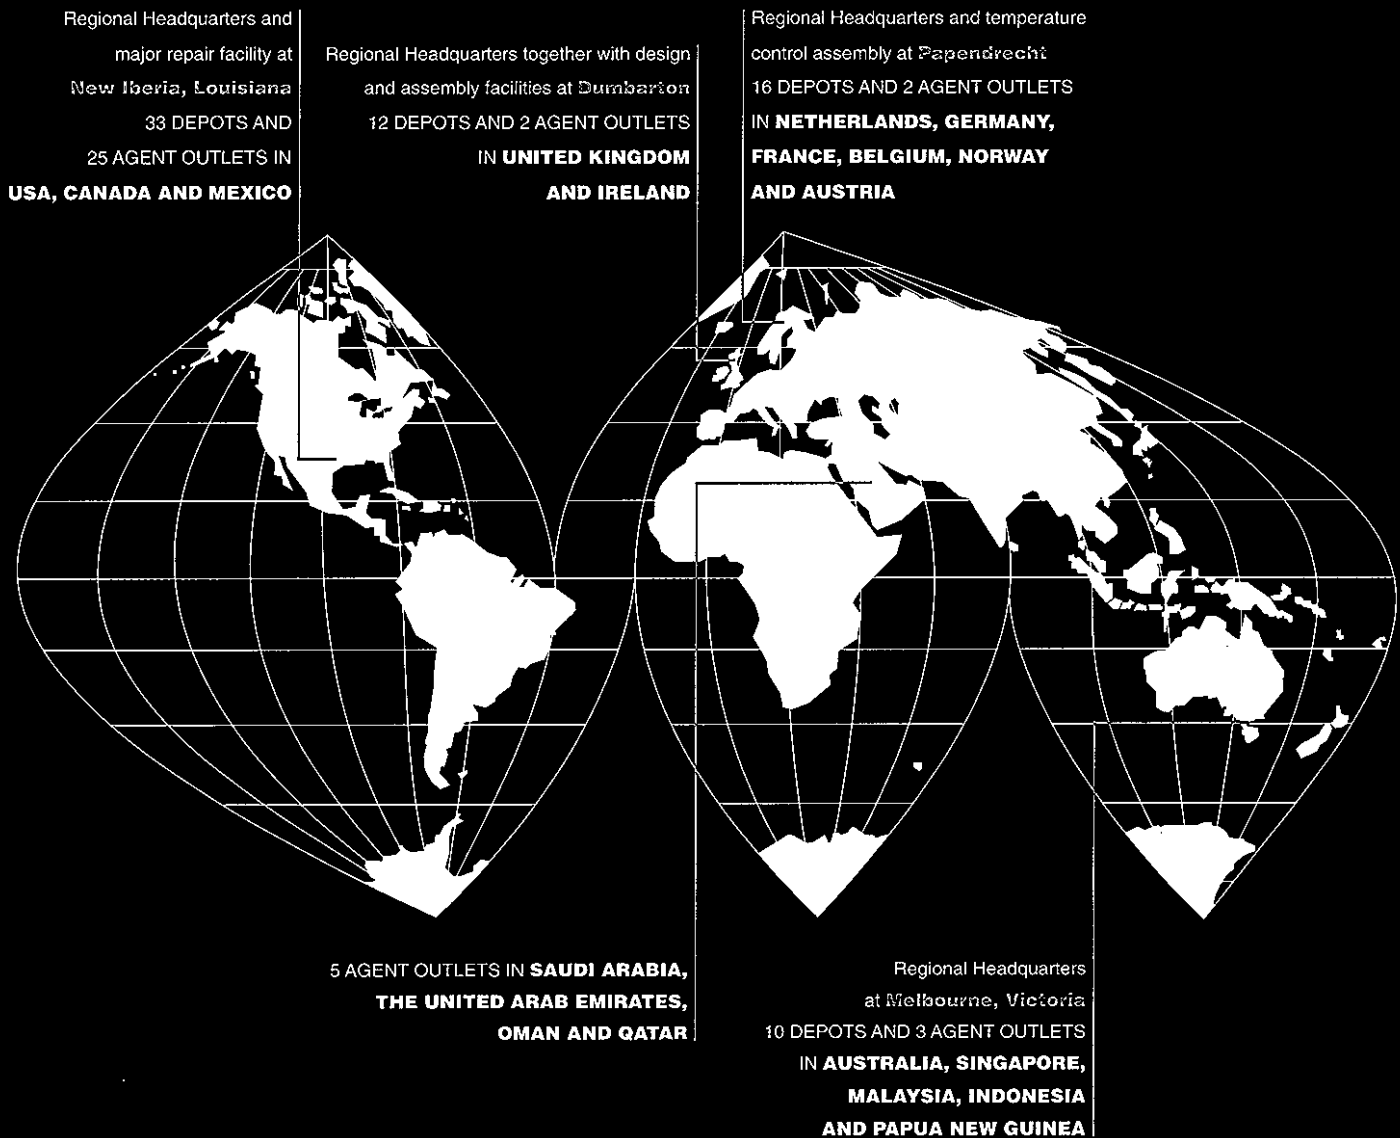 Regional Headquarters and
major repair facility at
New Iberia, Louisiana
33 DEPOTS AND
25 AGENT OUTLETS IN
USA, CANADA AND MEXICO
Regional Headquarters together with design
and assembly facilities at Dumbarton
12 DEPOTS AND 2 AGENT OUTLETS
IN UNITED KINGDOM
AND IRELAND
Regional Headquarters and temperature
control assembly at Papendrecht
16 DEPOTS AND 2 AGENT OUTLETS
IN NETHERLANDS, GERMANY,
FRANCE, BELGIUM, NORWAY
AND AUSTRIA
5 AGENT OUTLETS IN SAUDI ARABIA,
THE UNITED ARAB EMIRATES,
OMAN AND QATAR
Regional Headquarters
at Melbourne, Victoria
10 DEPOTS AND 3 AGENT OUTLETS
IN AUSTRALIA, SINGAPORE,
MALAYSIA, INDONESIA
AND PAPUA NEW GUINEA